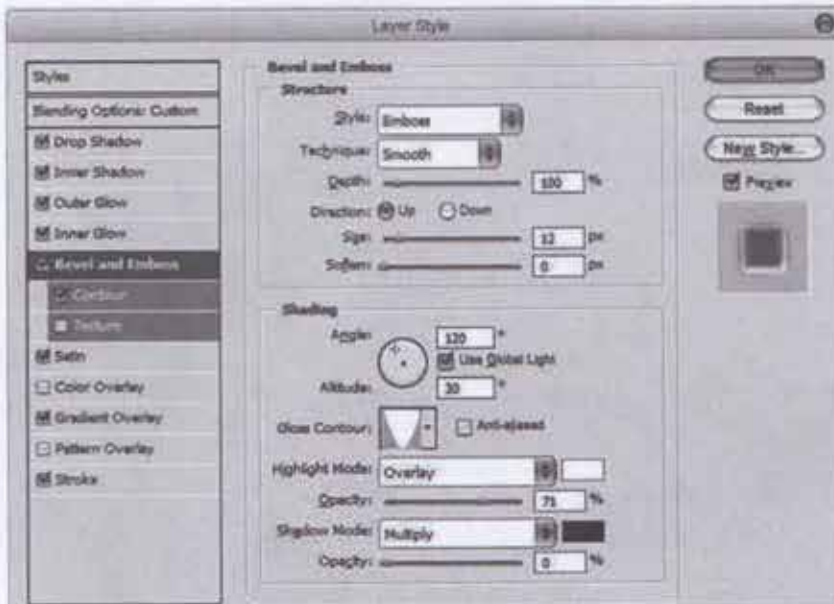 Layer Style
Styles
Blending Options: Custom
Drop Shadow
Inner Shadow
Outer Glow
Inner Glow
Bevel and Emboss
Contour
Texture
Satin
Color Overlay
Gradient Overlay
Pattern Overlay
Stroke
Bevel and Emboss
Structure
Style: Emboss
Technique: Smooth
Depth: 100 %
Direction: Up Down
Size: 12 px
Soften: 0 px
Shading
Angle: 120 °
Use Global Light
Altitude: 30 °
Gloss Contour: Anti-aliased
Highlight Mode: Overlay
Opacity: 71 %
Shadow Mode: Multiply
Opacity: 0 %
OK
Reset
New Style...
Preview